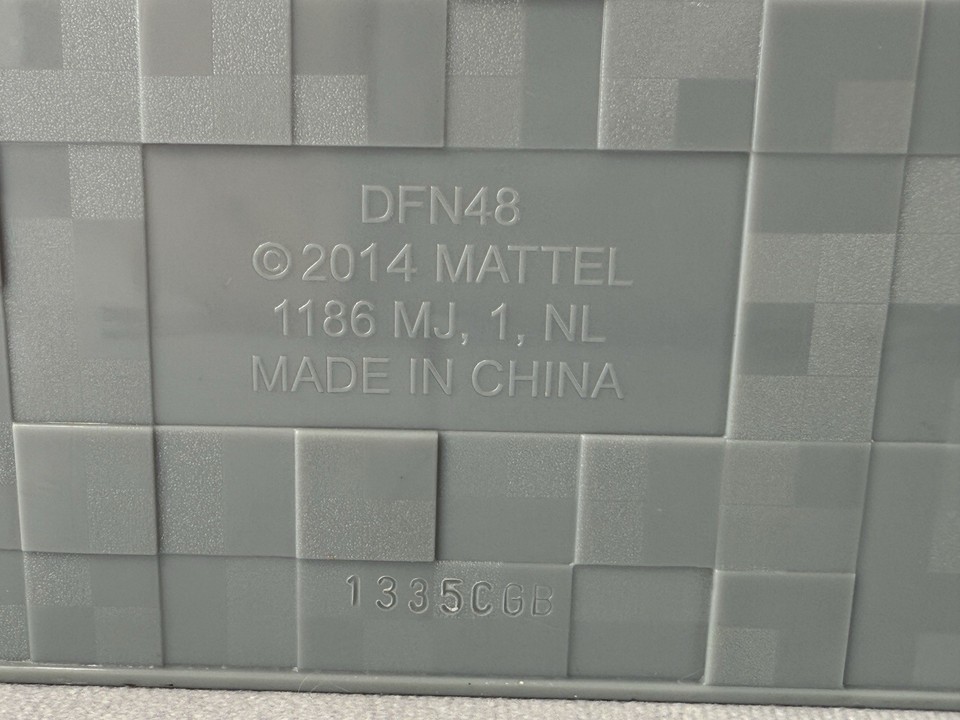 DFN48
©2014 MATTEL
1186 MJ, 1, NL
MADE IN CHINA
1335CGB